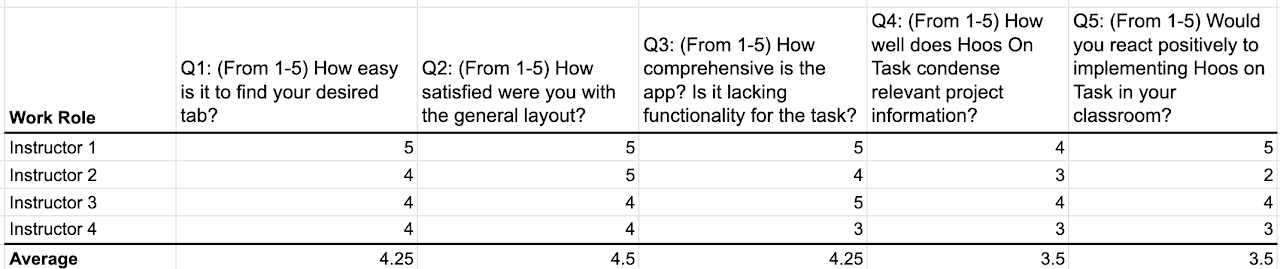 Work Role Q1: (From 1-5) How easy is it to find your desired tab? Q2: (From 1-5) How satisfied were you with the general layout? Q3: (From 1-5) How comprehensive is the app? Is it lacking functionality for the task? Q4: (From 1-5) How well does Hoos On Task condense relevant project information? Q5: (From 1-5) Would you react positively to implementing Hoos on Task in your classroom?
Instructor 1 5 5 5 4 5
Instructor 2 4 5 4 3 2
Instructor 3 4 4 5 4 4
Instructor 4 4 4 3 3 3
Average 4.25 4.5 4.25 3.5 3.5